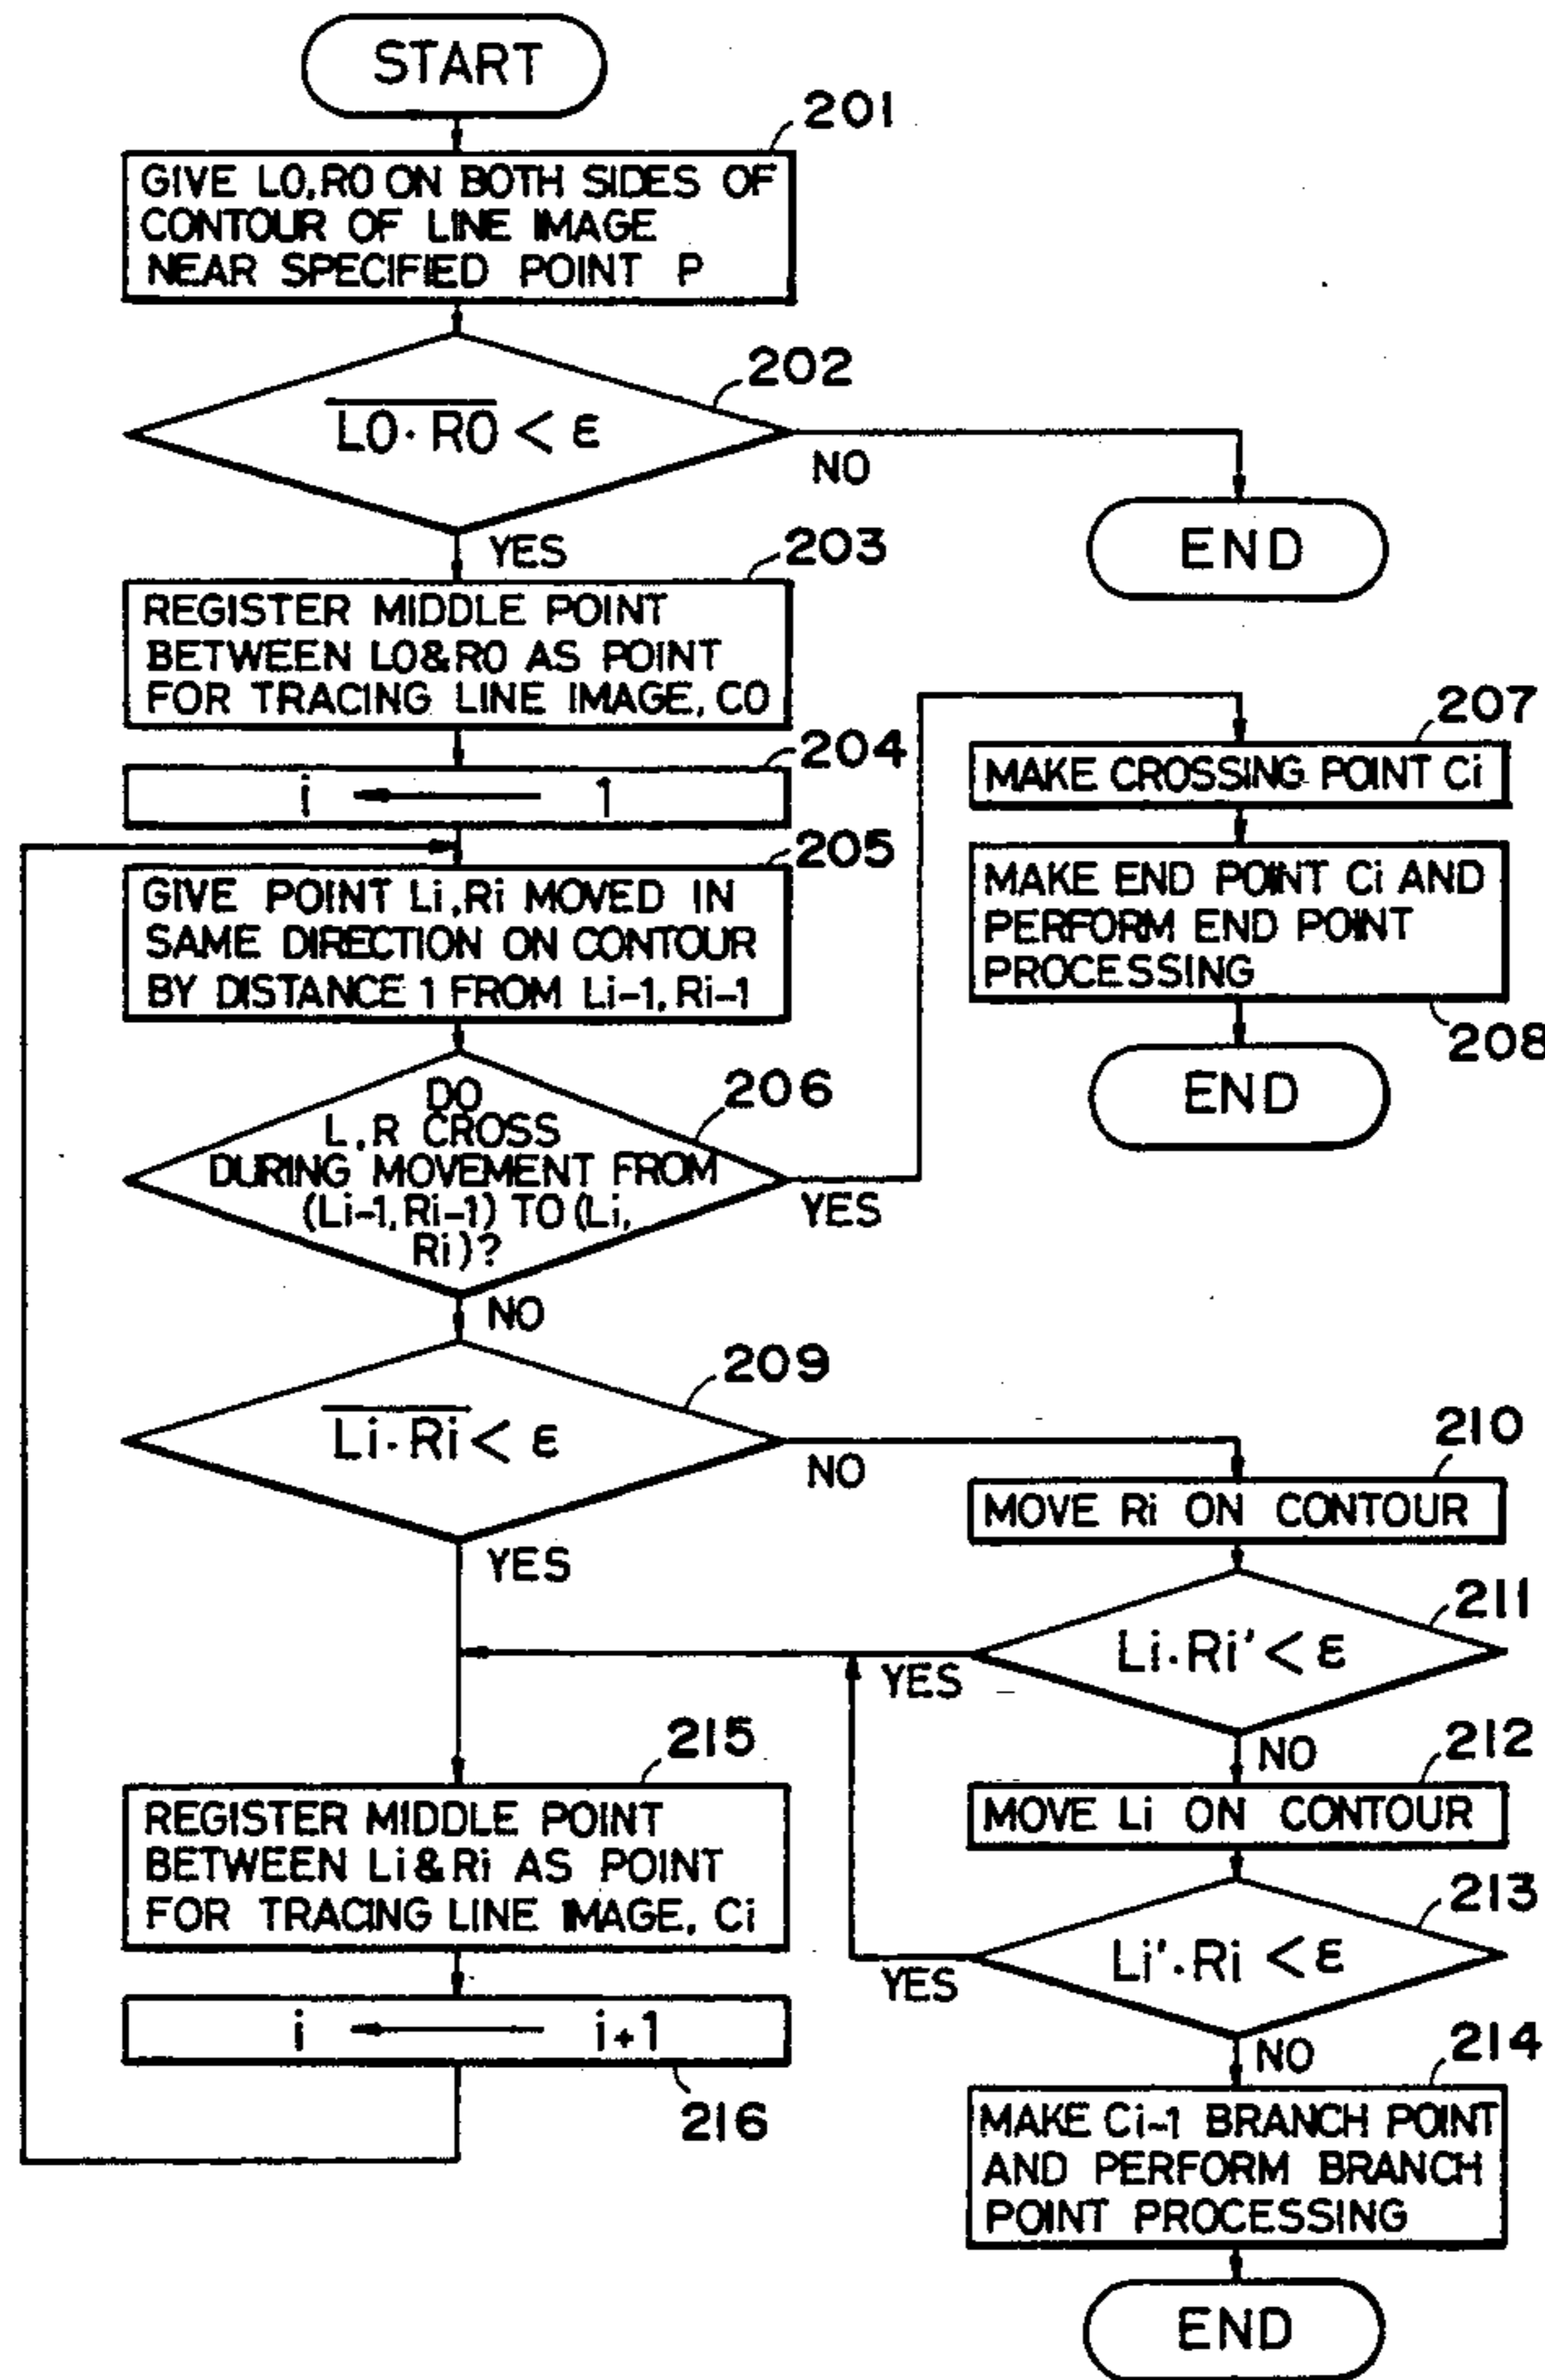 START
201
GIVE L0,R0 ON BOTH SIDES OF
CONTOUR OF LINE IMAGE
NEAR SPECIFIED POINT P
202
L0·R0 < ε
NO
END
YES
203
REGISTER MIDDLE POINT
BETWEEN L0&R0 AS POINT
FOR TRACING LINE IMAGE, C0
204
i ← 1
205
GIVE POINT Li,Ri MOVED IN
SAME DIRECTION ON CONTOUR
BY DISTANCE 1 FROM Li-1,Ri-1
206
DO
L,R CROSS
DURING MOVEMENT FROM
(Li-1,Ri-1) TO (Li,
Ri)?
YES
207
MAKE CROSSING POINT Ci
MAKE END POINT Ci AND
PERFORM END POINT
PROCESSING
208
END
NO
209
Li·Ri < ε
NO
210
MOVE Ri ON CONTOUR
YES
211
Li·Ri' < ε
YES
NO
212
MOVE Li ON CONTOUR
213
Li'·Ri < ε
YES
NO
214
MAKE Ci-1 BRANCH POINT
AND PERFORM BRANCH
POINT PROCESSING
END
215
REGISTER MIDDLE POINT
BETWEEN Li&Ri AS POINT
FOR TRACING LINE IMAGE, Ci
i ← i+1
216